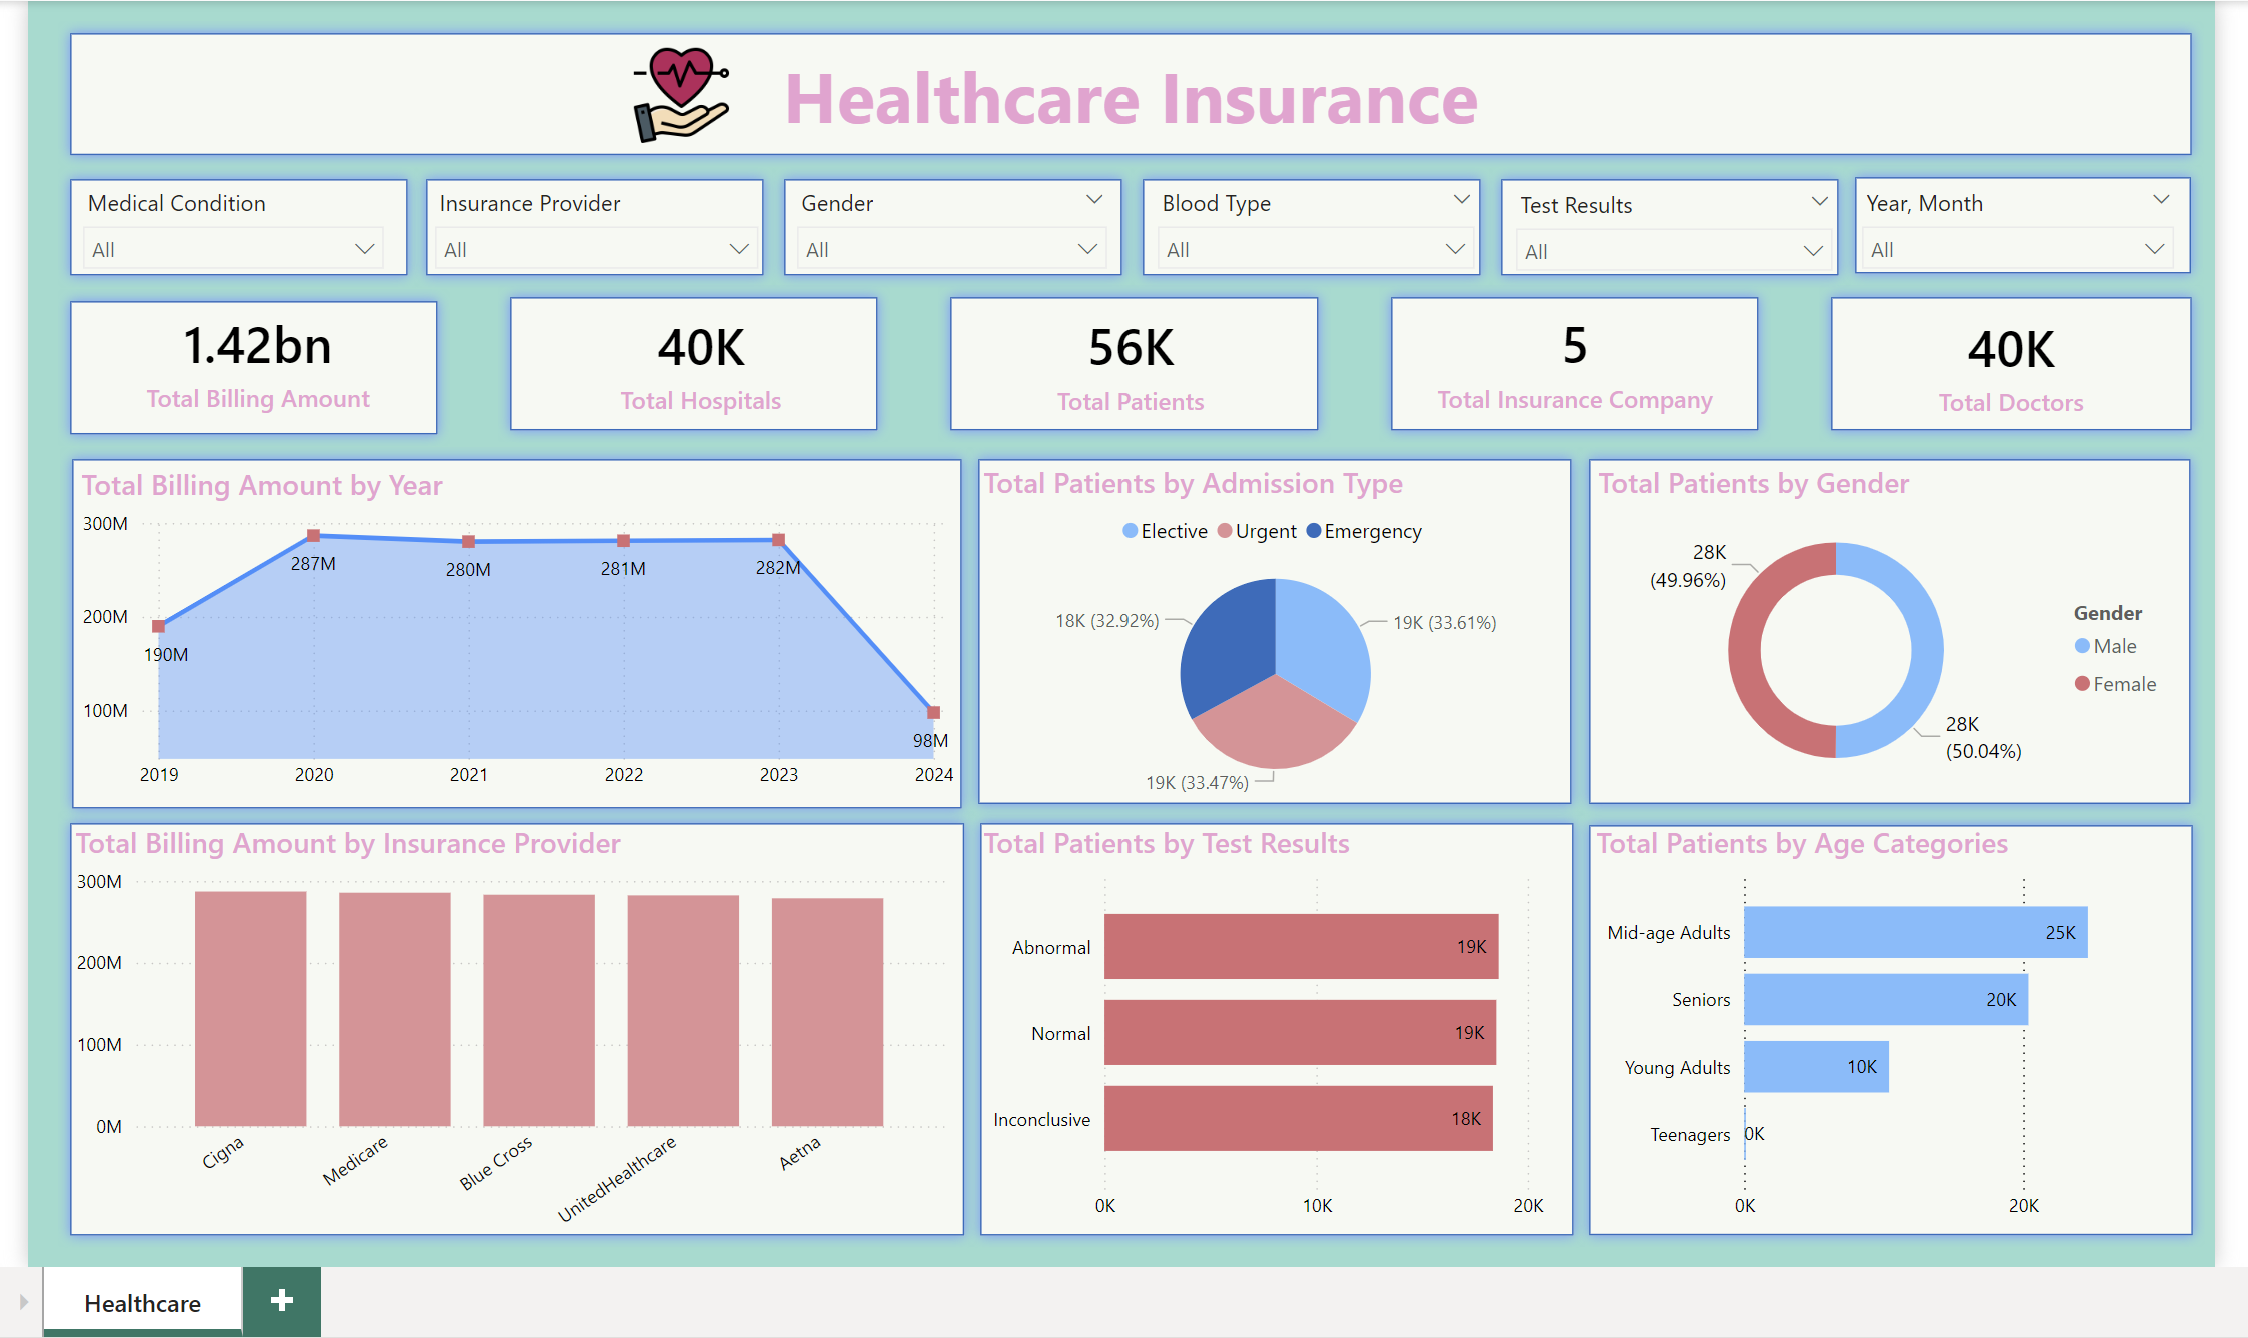 Healthcare Insurance
Medical Condition
All
Insurance Provider
All
Gender
All
Blood Type
All
Test Results
All
Year, Month
All
1.42bn
Total Billing Amount
40K
Total Hospitals
56K
Total Patients
5
Total Insurance Company
40K
Total Doctors
Total Billing Amount by Year
300M
200M
100M
190M
287M
280M
281M
282M
98M
2019
2020
2021
2022
2023
2024
Total Patients by Admission Type
Elective
Urgent
Emergency
18K (32.92%)
19K (33.61%)
19K (33.47%)
Total Patients by Gender
28K
(49.96%)
28K
(50.04%)
Gender
Male
Female
Total Billing Amount by Insurance Provider
300M
200M
100M
0M
Cigna
Medicare
Blue Cross
UnitedHealthcare
Aetna
Total Patients by Test Results
Abnormal
19K
Normal
19K
Inconclusive
18K
0K
10K
20K
Total Patients by Age Categories
Mid-age Adults
25K
Seniors
20K
Young Adults
10K
Teenagers
0K
0K
20K
Healthcare